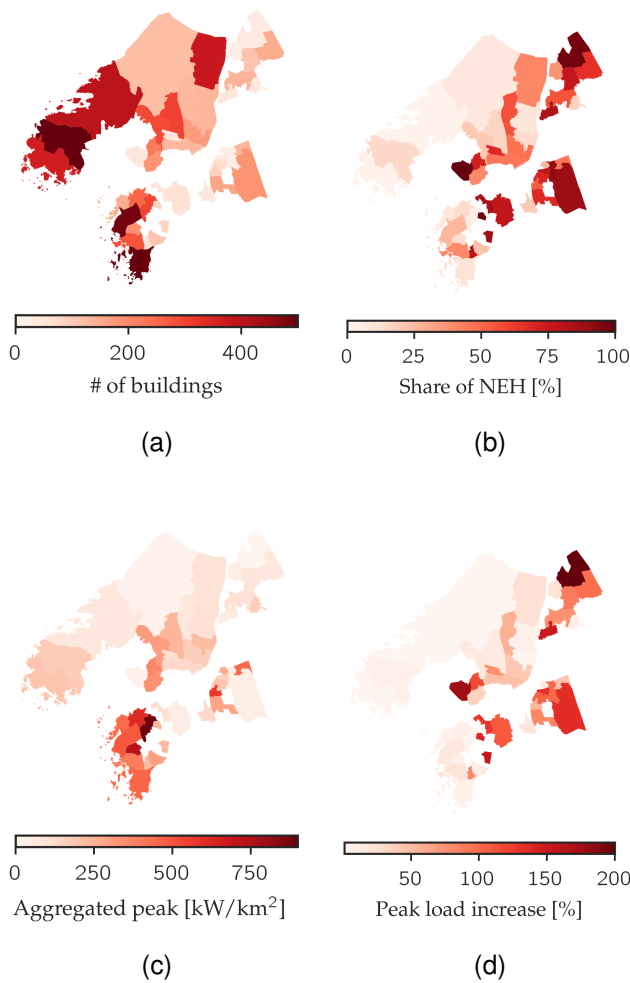 0 200 400
# of buildings
(a)
0 25 50 75 100
Share of NEH [%]
(b)
0 250 500 750
Aggregated peak [kW/km²]
(c)
50 100 150 200
Peak load increase [%]
(d)